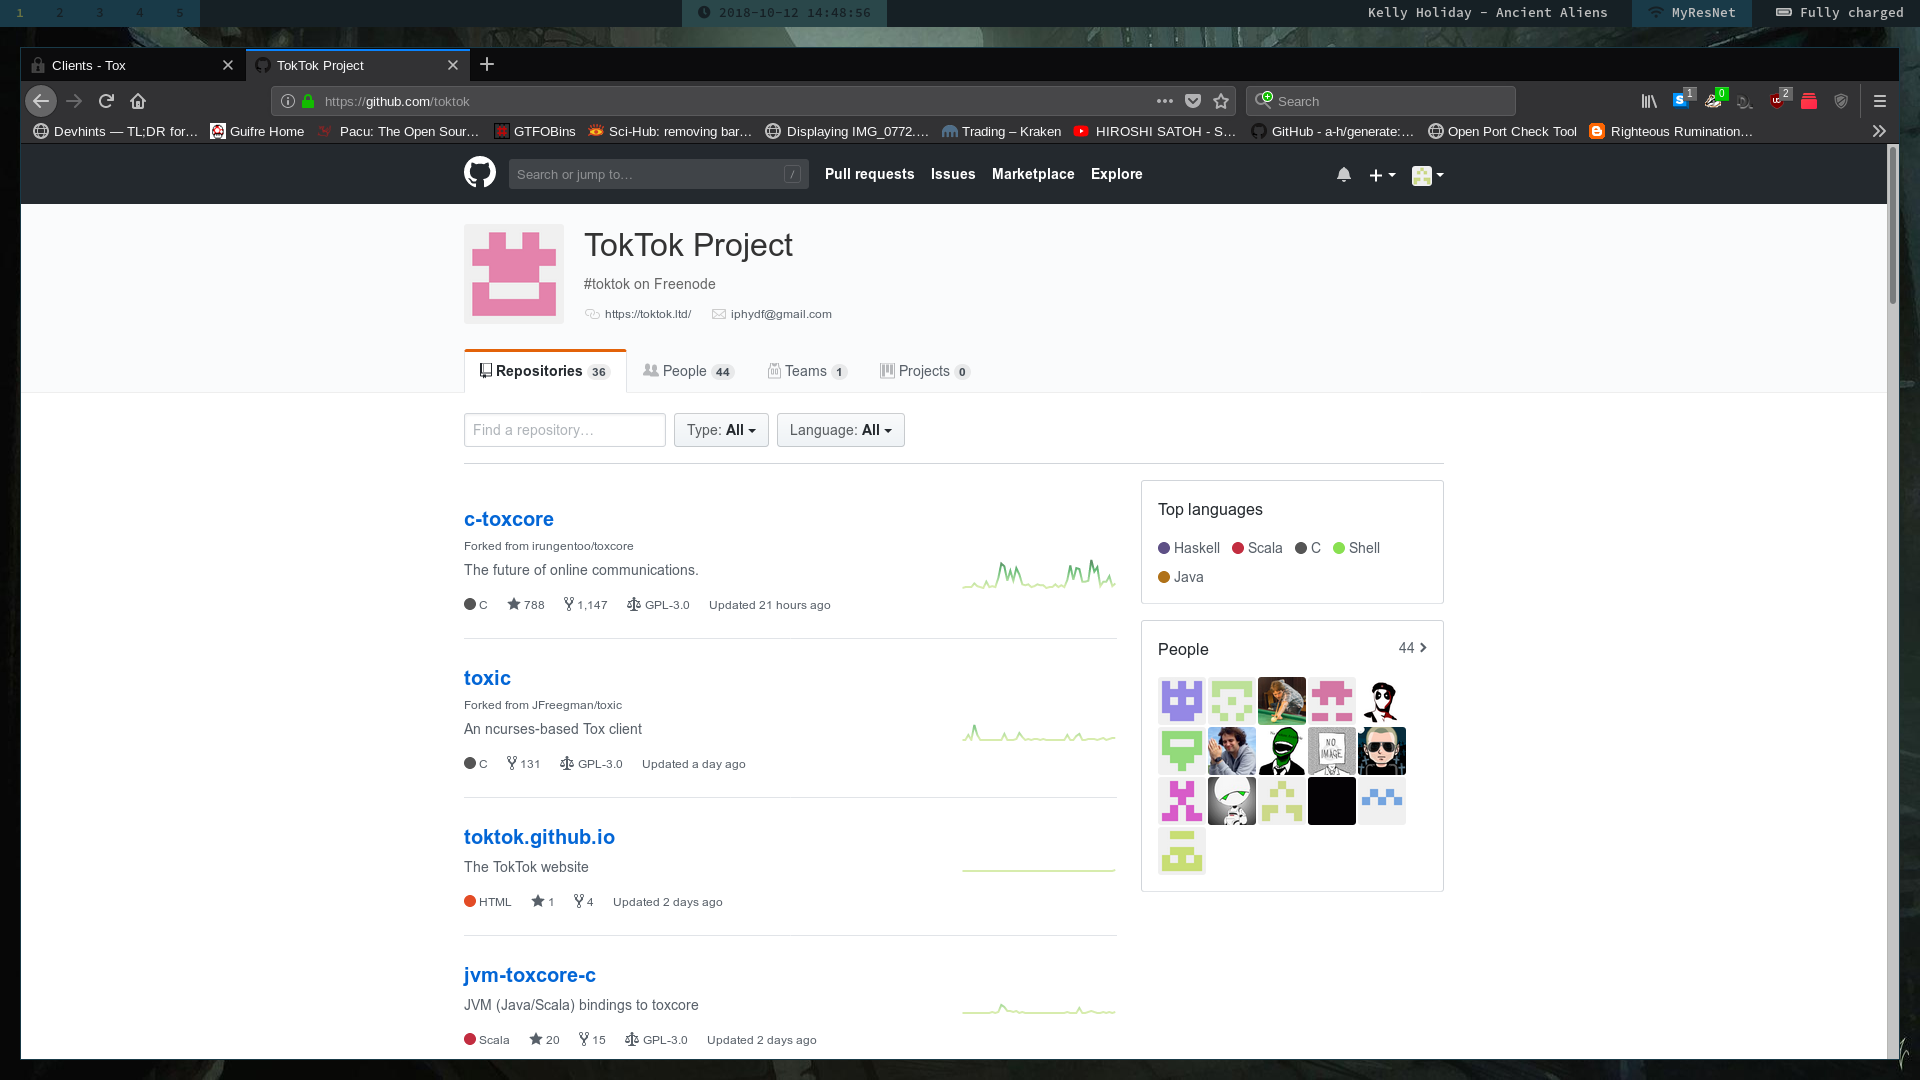 1 2 3 4 5 2018-10-12 14:48:56 Kelly Holiday - Ancient Aliens MyResNet Fully charged
Clients - Tox TokTok Project
https://github.com/toktok Search 1 0 2
Devhints — TL;DR for… Guifre Home Pacu: The Open Sour… GTFOBins Sci-Hub: removing bar… Displaying IMG_0772.… Trading – Kraken HIROSHI SATOH - S… GitHub - a-h/generate:… Open Port Check Tool Righteous Rumination…
Search or jump to… / Pull requests Issues Marketplace Explore
TokTok Project
#toktok on Freenode
https://toktok.ltd/ iphydf@gmail.com
Repositories 36 People 44 Teams 1 Projects 0
Find a repository… Type: All Language: All
c-toxcore
Forked from irungentoo/toxcore
The future of online communications.
C 788 1,147 GPL-3.0 Updated 21 hours ago
toxic
Forked from JFreegman/toxic
An ncurses-based Tox client
C 131 GPL-3.0 Updated a day ago
toktok.github.io
The TokTok website
HTML 1 4 Updated 2 days ago
jvm-toxcore-c
JVM (Java/Scala) bindings to toxcore
Scala 20 15 GPL-3.0 Updated 2 days ago
Top languages
Haskell Scala C Shell
Java
People 44
NO
IMAGE